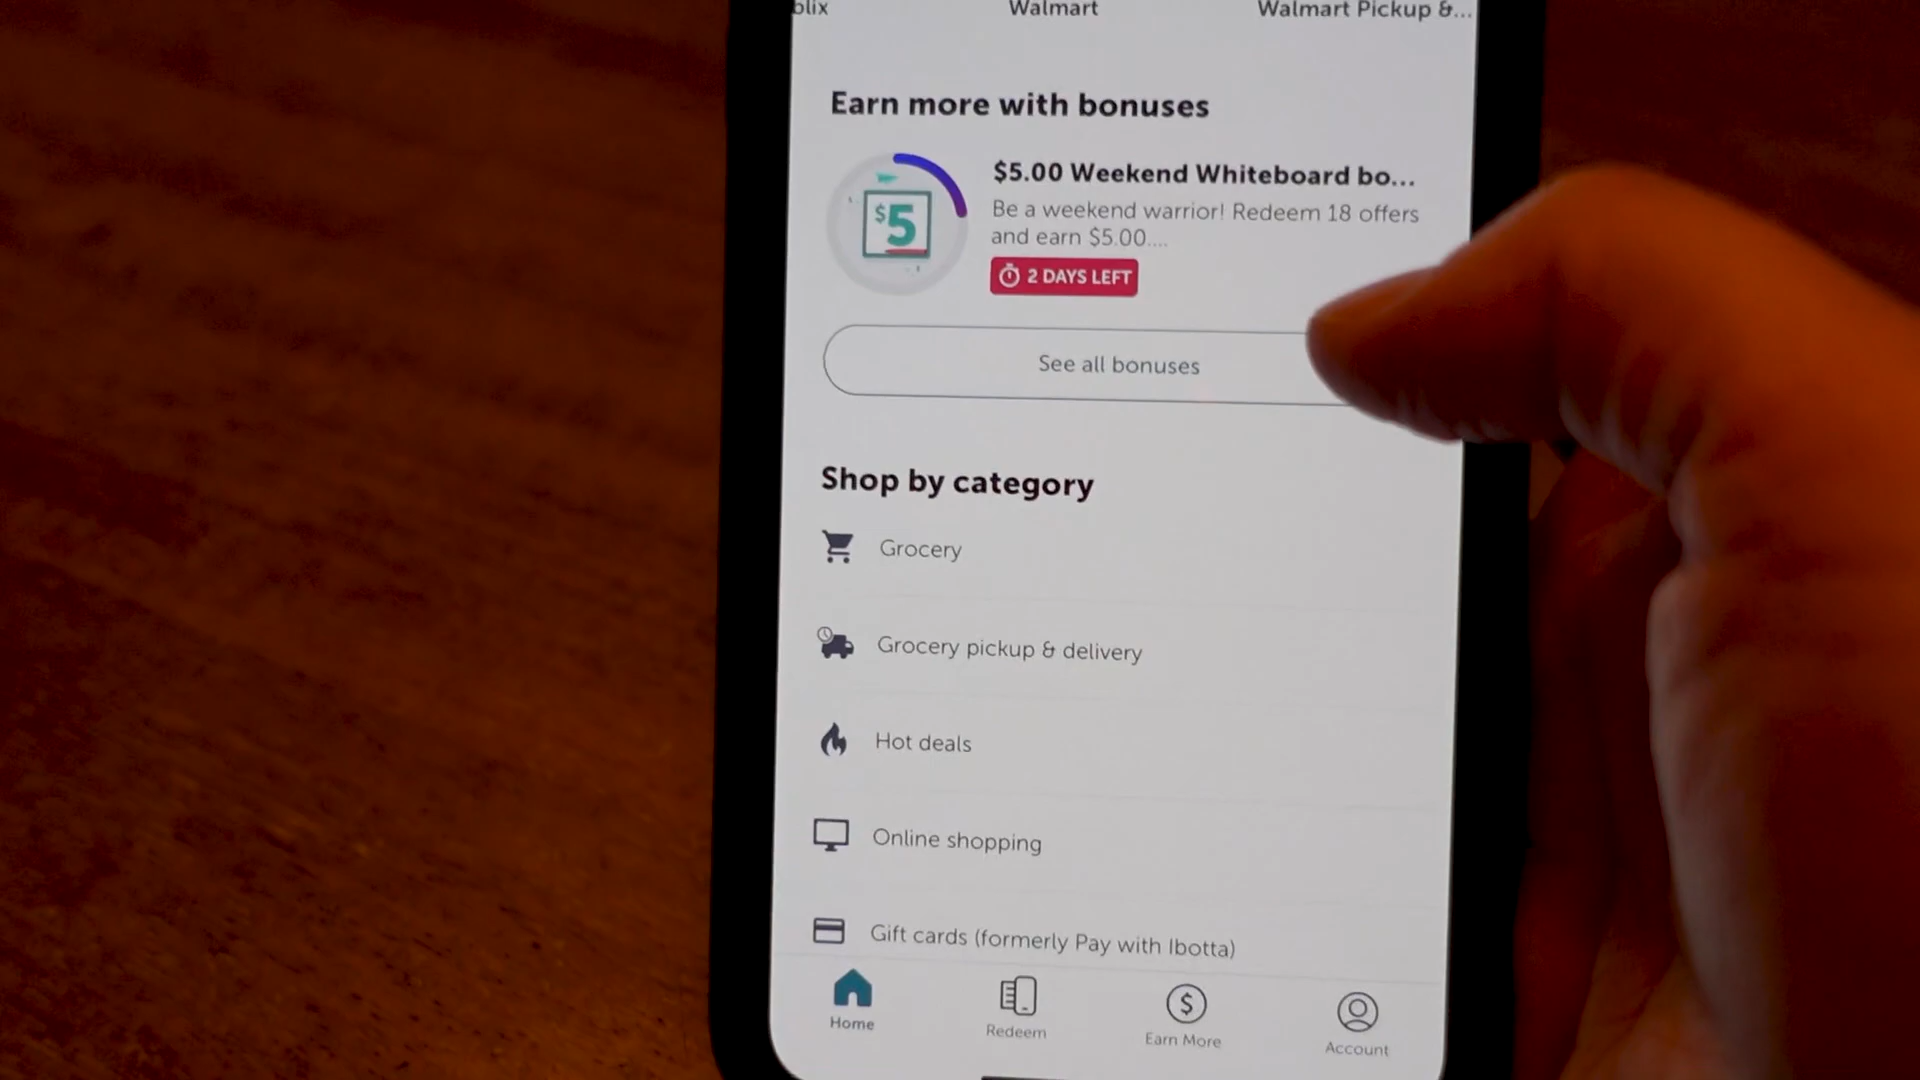 blix
Walmart
Walmart Pickup &...
Earn more with bonuses
$5
$5.00 Weekend Whiteboard bo...
Be a weekend warrior! Redeem 18 offers
and earn $5.00....
2 DAYS LEFT
See all bonuses
Shop by category
Grocery
Grocery pickup & delivery
Hot deals
Online shopping
Gift cards (formerly Pay with Ibotta)
Home
Redeem
Earn More
Account